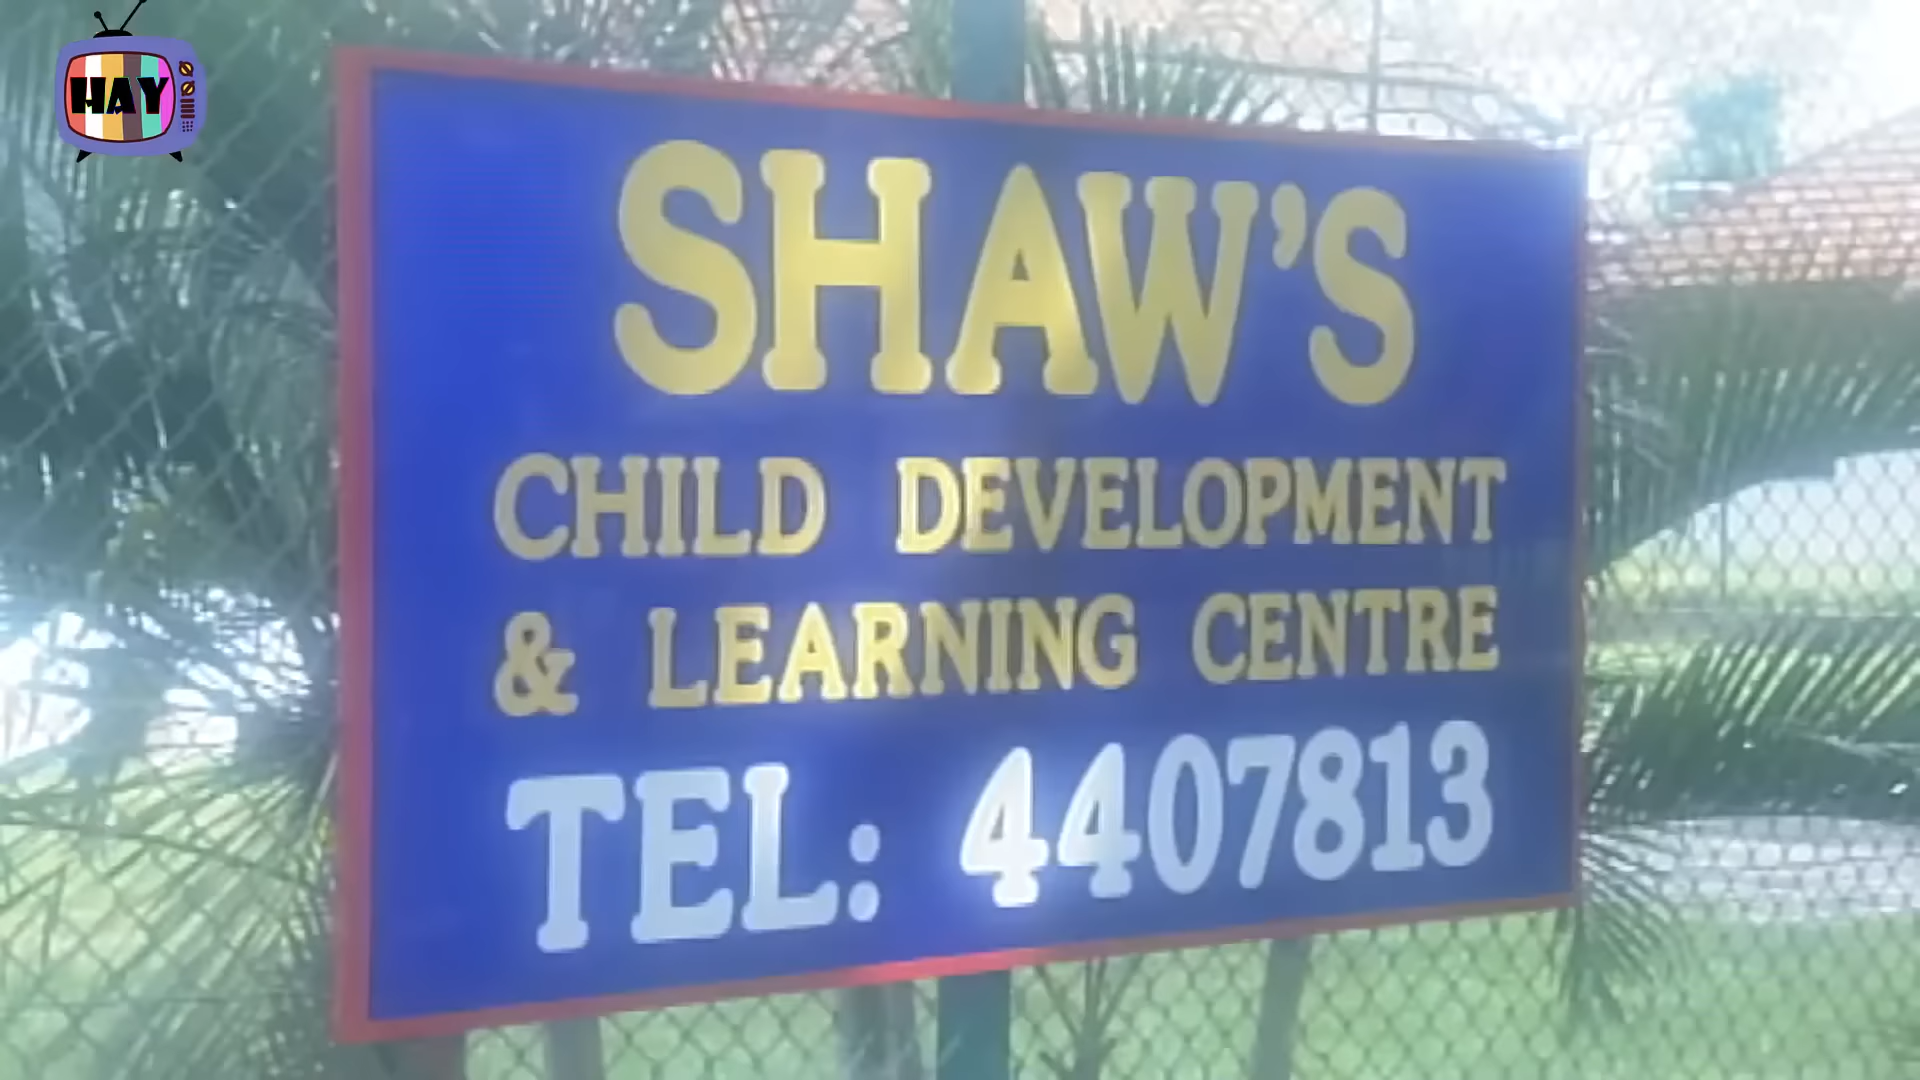 HAY
SHAW'S
CHILD DEVELOPMENT
& LEARNING CENTRE
TEL: 4407813